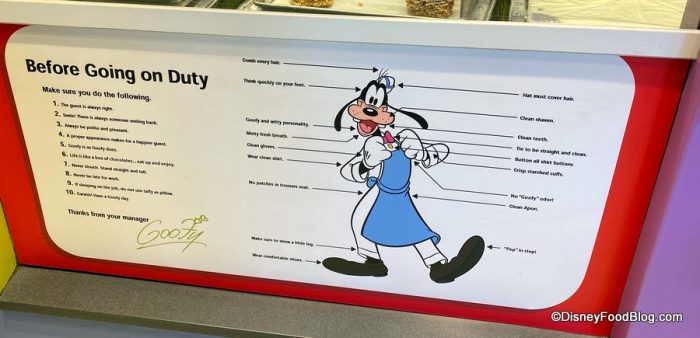 Before Going on Duty
Make sure you do the following.
1. The guest is always right.
2. Smile! There is always someone smiling back.
3. Always be polite and pleasant.
4. A proper appearance makes for a happier guest.
5. Goofy is as Goofy does.
6. Life is like a box of chocolates... eat up and enjoy.
7. Never slouch. Stand straight and tall.
8. Never be late for work.
9. If sleeping on the job, do not use taffy as pillow.
10. Gawrsh! Have a Goofy day.
Thanks from your manager
Goofy
Comb every hair.
Think quickly on your feet.
Goofy and witty personality.
Minty fresh breath.
Clean gloves.
Wear clean shirt.
No patches in trousers seat.
Make sure to show a little leg.
Wear comfortable shoes.
Hat must cover hair.
Clean shaven.
Clean teeth.
Tie to be straight and clean.
Button all shirt buttons
Crisp starched cuffs.
No "Goofy" odor!
Clean Apon.
"Pep" in step!
©DisneyFoodBlog.com